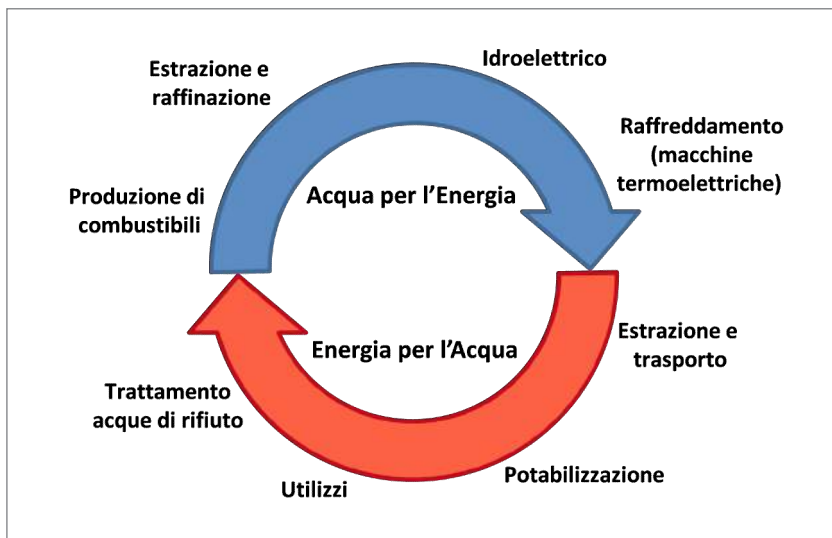 Idroelettrico
Estrazione e
raffinazione
Raffreddamento
(macchine
termoelettriche)
Produzione di
combustibili
Acqua per l'Energia
Energia per l'Acqua
Estrazione e
trasporto
Trattamento
acque di rifiuto
Potabilizzazione
Utilizzi